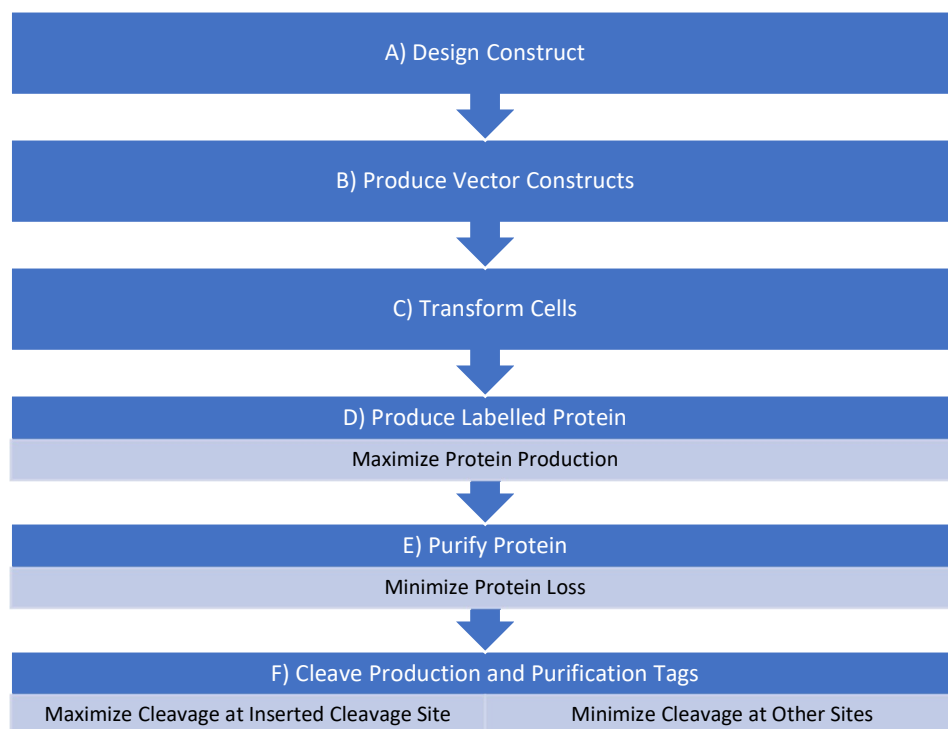 A) Design Construct
B) Produce Vector Constructs
C) Transform Cells
D) Produce Labelled Protein
Maximize Protein Production
E) Purify Protein
Minimize Protein Loss
F) Cleave Production and Purification Tags
Maximize Cleavage at Inserted Cleavage Site
Minimize Cleavage at Other Sites